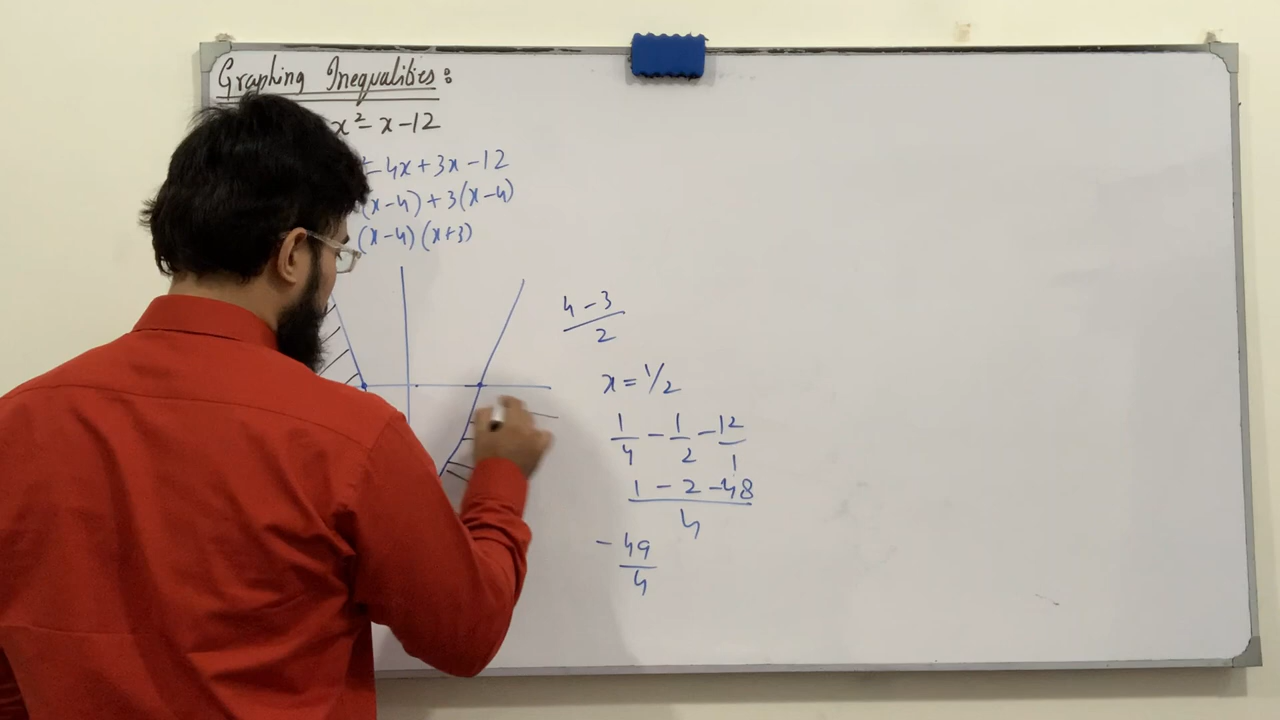 Graphing Inequalities:
x² - x - 12
- 4x + 3x - 12
(x-4) + 3(x-4)
(x-4) (x+3)
4 - 3
2
x = 1/2
1/4 - 1/2 - 12/1
1 - 2 - 48
4
- 49
4